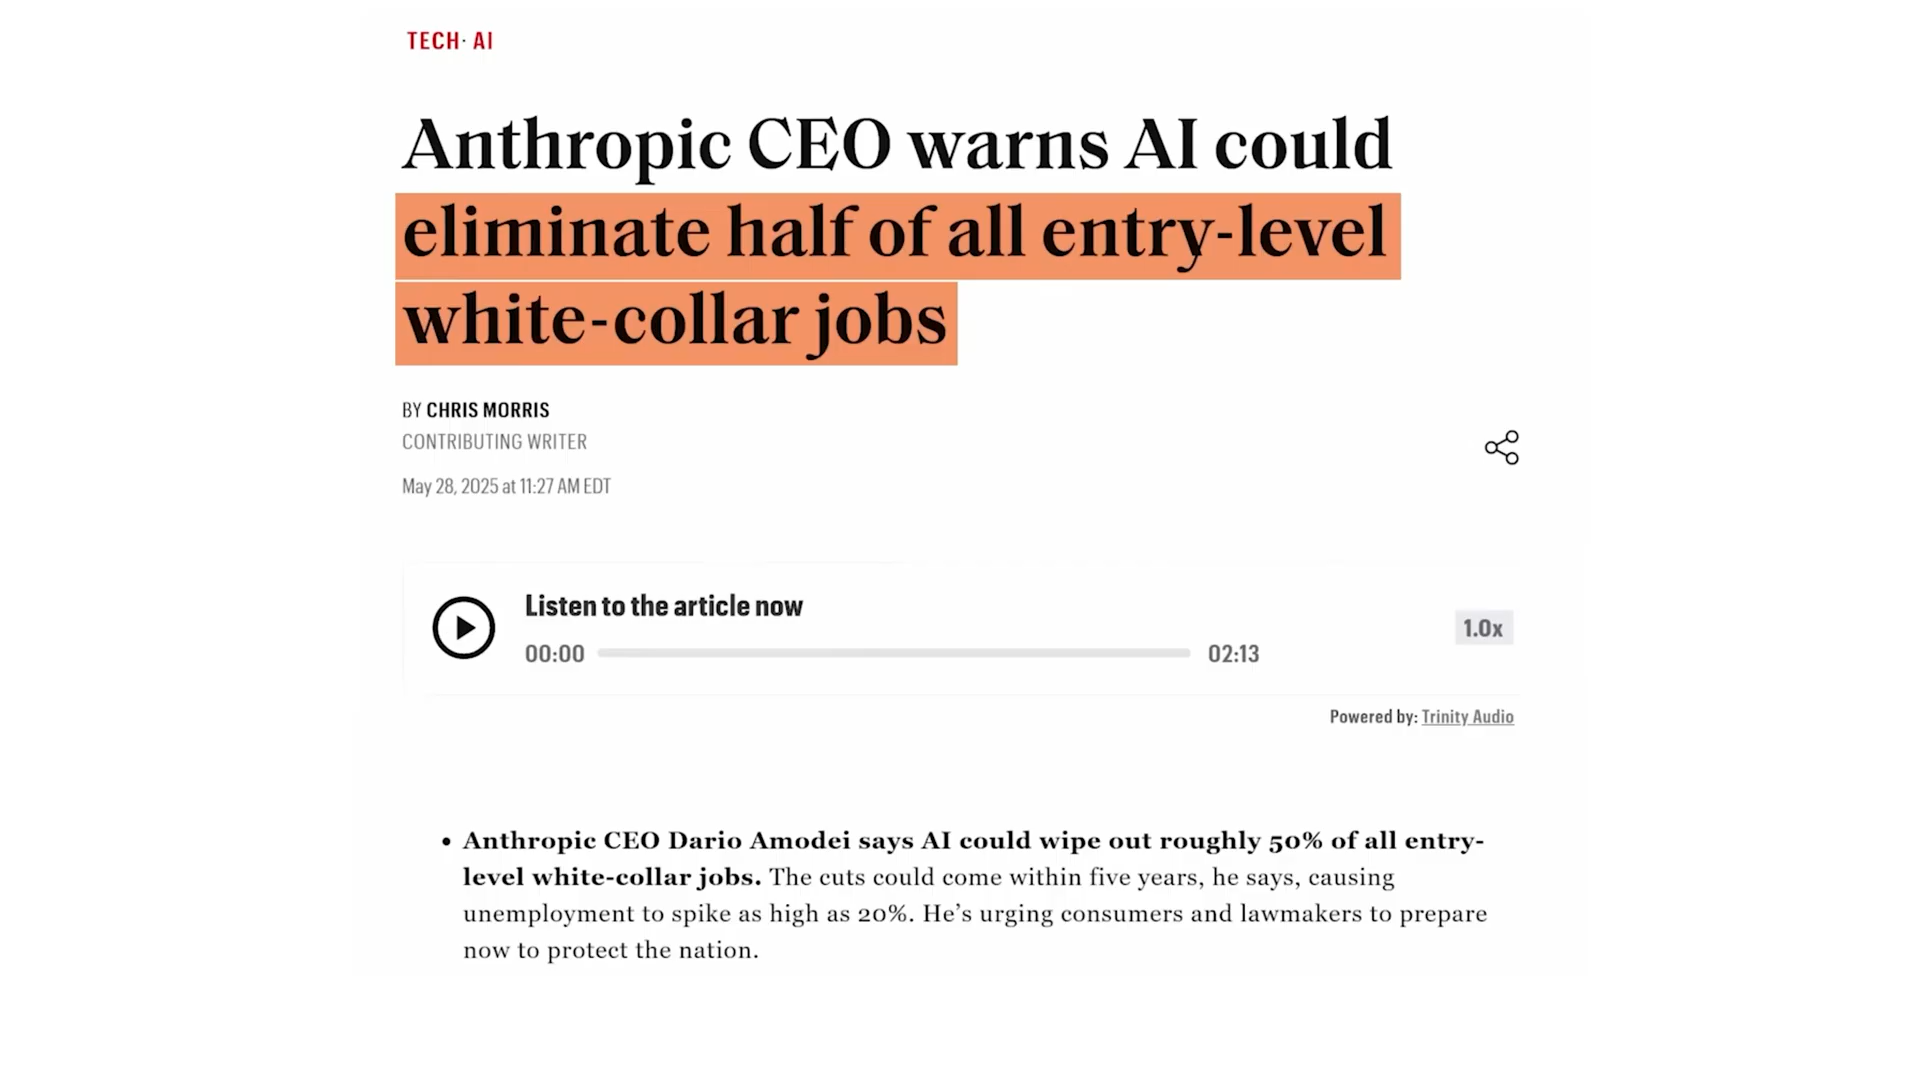 TECH· AI
Anthropic CEO warns AI could
eliminate half of all entry-level
white-collar jobs
BY CHRIS MORRIS
CONTRIBUTING WRITER
May 28, 2025 at 11:27 AM EDT
Listen to the article now
1.0x
00:00
02:13
Powered by: Trinity Audio
• Anthropic CEO Dario Amodei says AI could wipe out roughly 50% of all entry-
level white-collar jobs. The cuts could come within five years, he says, causing
unemployment to spike as high as 20%. He’s urging consumers and lawmakers to prepare
now to protect the nation.